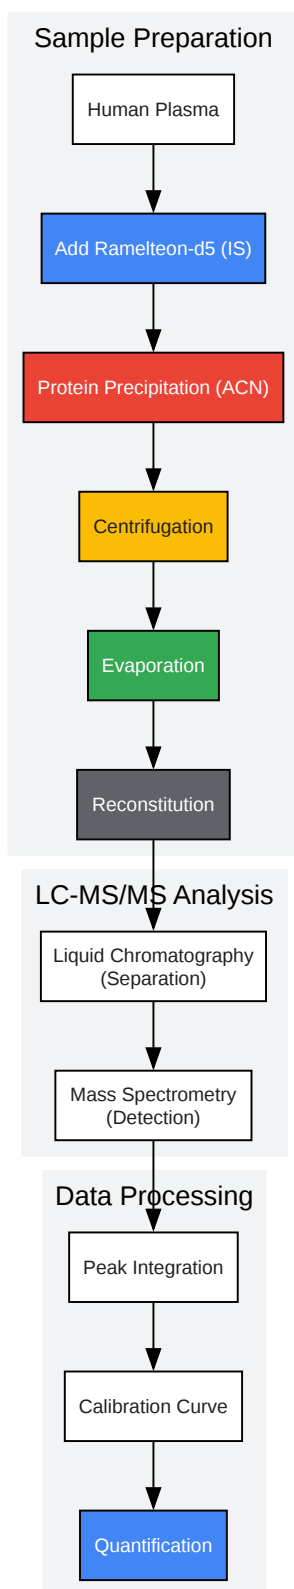 Sample Preparation
Human Plasma
Add Ramelteon-d5 (IS)
Protein Precipitation (ACN)
Centrifugation
Evaporation
Reconstitution
LC-MS/MS Analysis
Liquid Chromatography
(Separation)
Mass Spectrometry
(Detection)
Data Processing
Peak Integration
Calibration Curve
Quantification